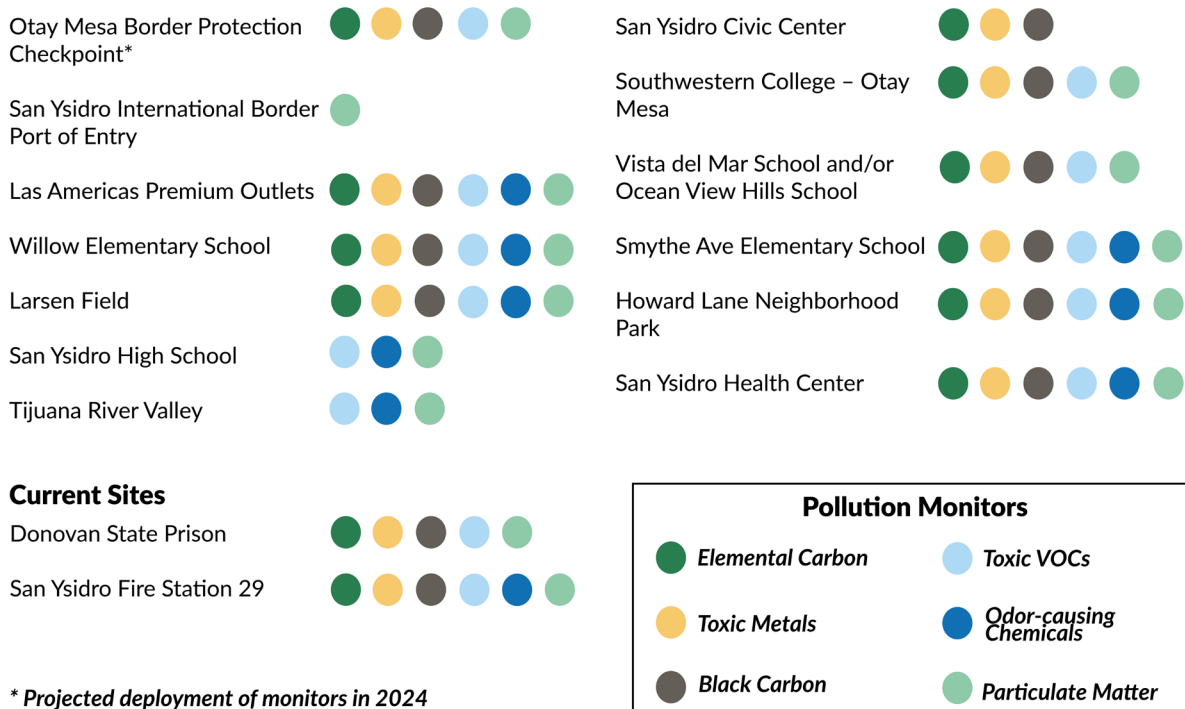 Otay Mesa Border Protection
Checkpoint*
San Ysidro International Border
Port of Entry
Las Americas Premium Outlets
Willow Elementary School
Larsen Field
San Ysidro High School
Tijuana River Valley
San Ysidro Civic Center
Southwestern College – Otay
Mesa
Vista del Mar School and/or
Ocean View Hills School
Smythe Ave Elementary School
Howard Lane Neighborhood
Park
San Ysidro Health Center
Current Sites
Donovan State Prison
San Ysidro Fire Station 29
* Projected deployment of monitors in 2024
Pollution Monitors
Elemental Carbon
Toxic Metals
Black Carbon
Toxic VOCs
Odor-causing
Chemicals
Particulate Matter